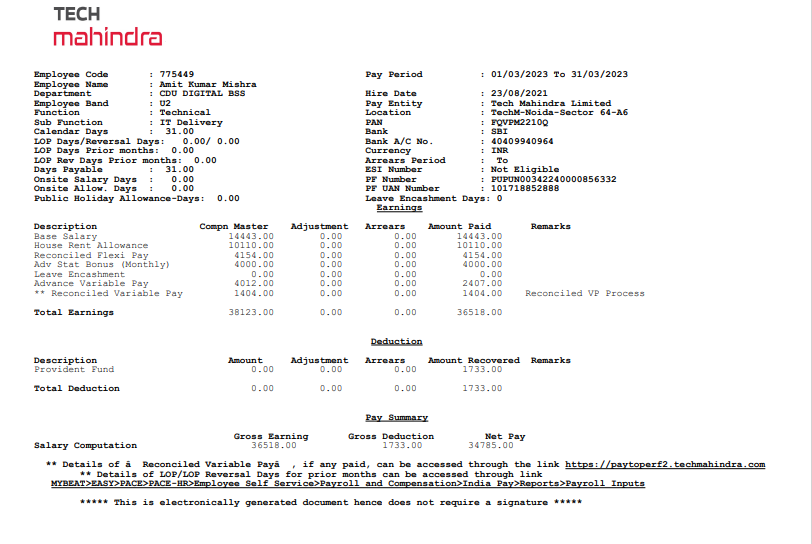 TECH
mahindra
Employee Code : 775449 Pay Period : 01/03/2023 To 31/03/2023
Employee Name : Amit Kumar Mishra
Department : CDU DIGITAL BSS Hire Date : 23/08/2021
Employee Band : U2 Pay Entity : Tech Mahindra Limited
Function : Technical Location : TechM-Noida-Sector 64-A6
Sub Function : IT Delivery PAN : FQVPM2210Q
Calendar Days : 31.00 Bank : SBI
LOP Days/Reversal Days: 0.00/ 0.00 Bank A/C No. : 40409940964
LOP Days Prior months: 0.00 Currency : INR
LOP Rev Days Prior months: 0.00 Arrears Period : To
Days Payable : 31.00 ESI Number : Not Eligible
Onsite Salary Days : 0.00 PF Number : PUPUN00342240000856332
Onsite Allow. Days : 0.00 PF UAN Number : 101718852888
Public Holiday Allowance-Days: 0.00 Leave Encashment Days: 0
Earnings
Description Compn Master Adjustment Arrears Amount Paid Remarks
Base Salary 14443.00 0.00 0.00 14443.00
House Rent Allowance 10110.00 0.00 0.00 10110.00
Reconciled Flexi Pay 4154.00 0.00 0.00 4154.00
Adv Stat Bonus (Monthly) 4000.00 0.00 0.00 4000.00
Leave Encashment 0.00 0.00 0.00 0.00
Advance Variable Pay 4012.00 0.00 0.00 2407.00
** Reconciled Variable Pay 1404.00 0.00 0.00 1404.00 Reconciled VP Process
Total Earnings 38123.00 0.00 0.00 36518.00
Deduction
Description Amount Adjustment Arrears Amount Recovered Remarks
Provident Fund 0.00 0.00 0.00 1733.00
Total Deduction 0.00 0.00 0.00 1733.00
Pay Summary
Gross Earning Gross Deduction Net Pay
Salary Computation 36518.00 1733.00 34785.00
** Details of â Reconciled Variable Payâ , if any paid, can be accessed through the link https://paytoperf2.techmahindra.com
** Details of LOP/LOP Reversal Days for prior months can be accessed through link
MYBEAT>EASY>PACE>PACE-HR>Employee Self Service>Payroll and Compensation>India Pay>Reports>Payroll Inputs
***** This is electronically generated document hence does not require a signature *****